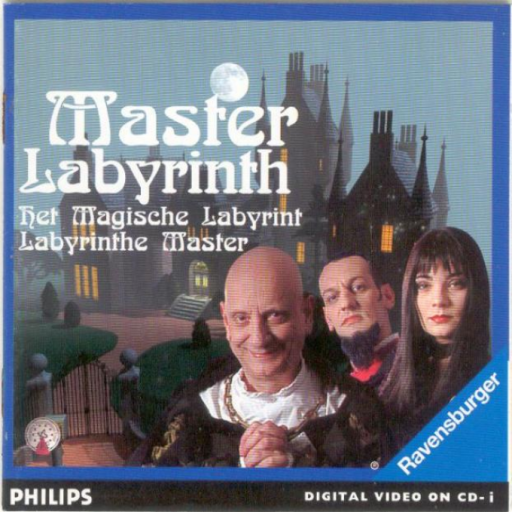 Master
Labyrinth
Het Magische Labyrint
Labyrinthe Master
Ravensburger
®
PHILIPS
DIGITAL VIDEO ON CD-i